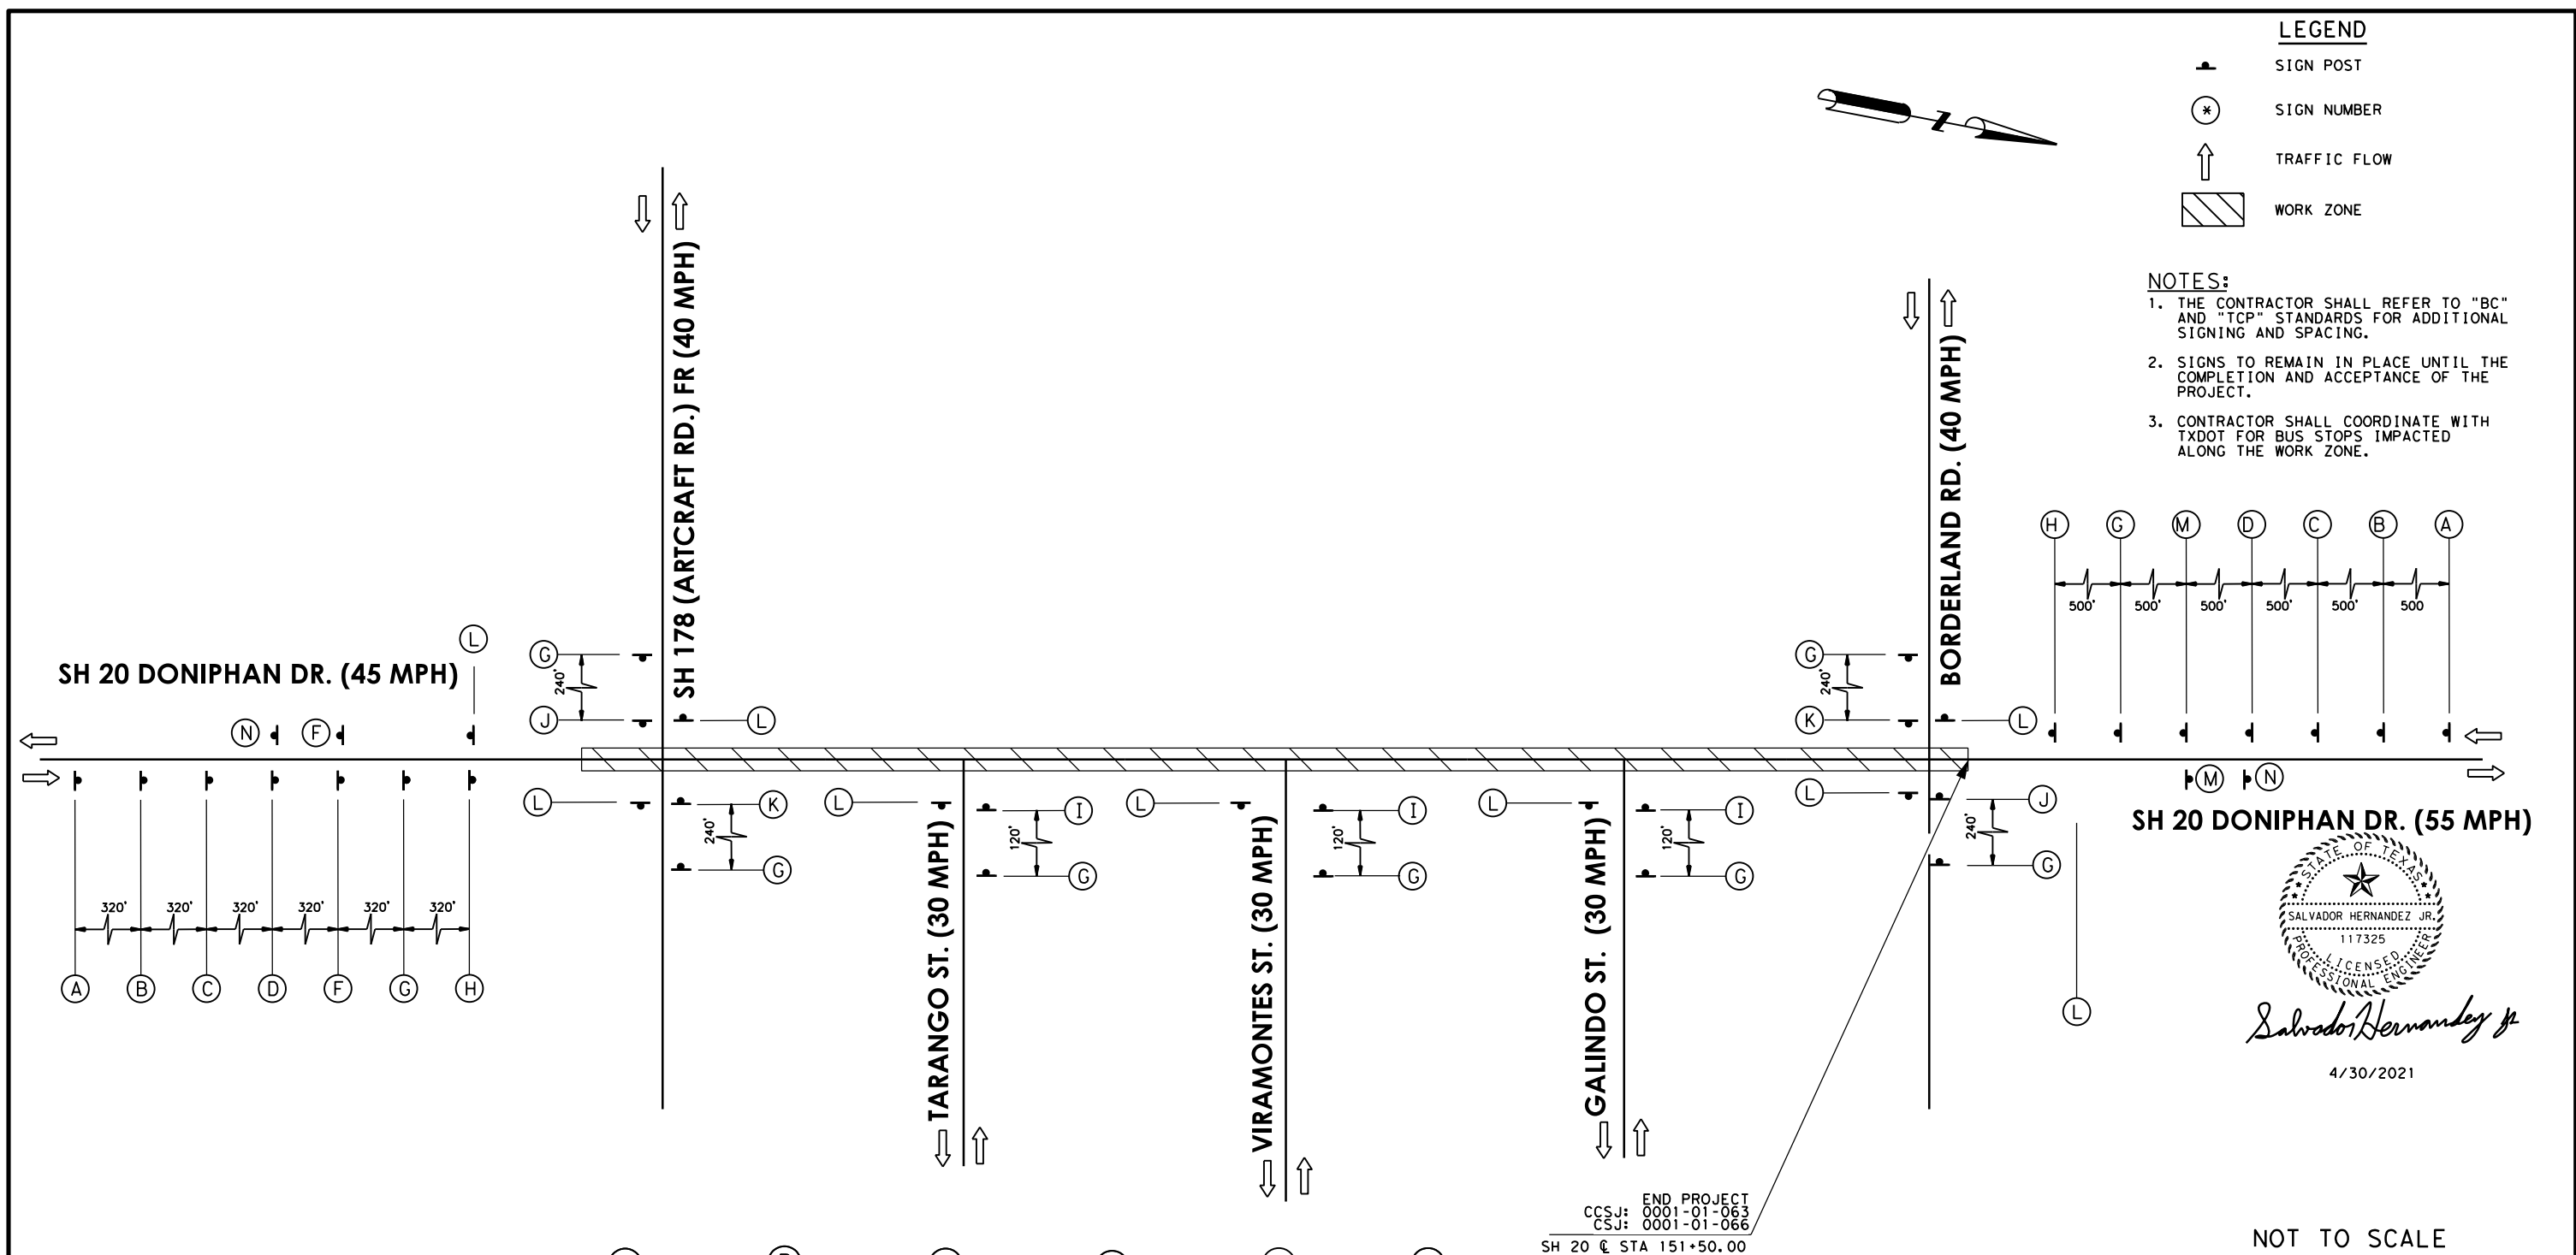 LEGEND
SIGN POST
* SIGN NUMBER
TRAFFIC FLOW
WORK ZONE
Z
NOTES:
1. THE CONTRACTOR SHALL REFER TO "BC"
AND "TCP" STANDARDS FOR ADDITIONAL
SIGNING AND SPACING.
2. SIGNS TO REMAIN IN PLACE UNTIL THE
COMPLETION AND ACCEPTANCE OF THE
PROJECT.
3. CONTRACTOR SHALL COORDINATE WITH
TXDOT FOR BUS STOPS IMPACTED
ALONG THE WORK ZONE.
SH 178 (ARTCRAFT RD.) FR (40 MPH)
BORDERLAND RD. (40 MPH)
H G M D C B A
500' 500' 500' 500' 500' 500
SH 20 DONIPHAN DR. (45 MPH)
L
G
240'
J
L
G
240'
K
L
N F
M N
SH 20 DONIPHAN DR. (55 MPH)
L
K
240'
G
L
I
120'
G
L
I
120'
G
L
I
120'
G
L
J
240'
G
L
320' 320' 320' 320' 320' 320'
A B C D F G H
TARANGO ST. (30 MPH)
VIRAMONTES ST. (30 MPH)
GALINDO ST. (30 MPH)
STATE OF TEXAS
SALVADOR HERNANDEZ JR.
117325
LICENSED
PROFESSIONAL ENGINEER
Salvador Hernandez Jr
4/30/2021
END PROJECT
CCSJ: 0001-01-063
CSJ: 0001-01-066
SH 20 ℄ STA 151+50.00
NOT TO SCALE